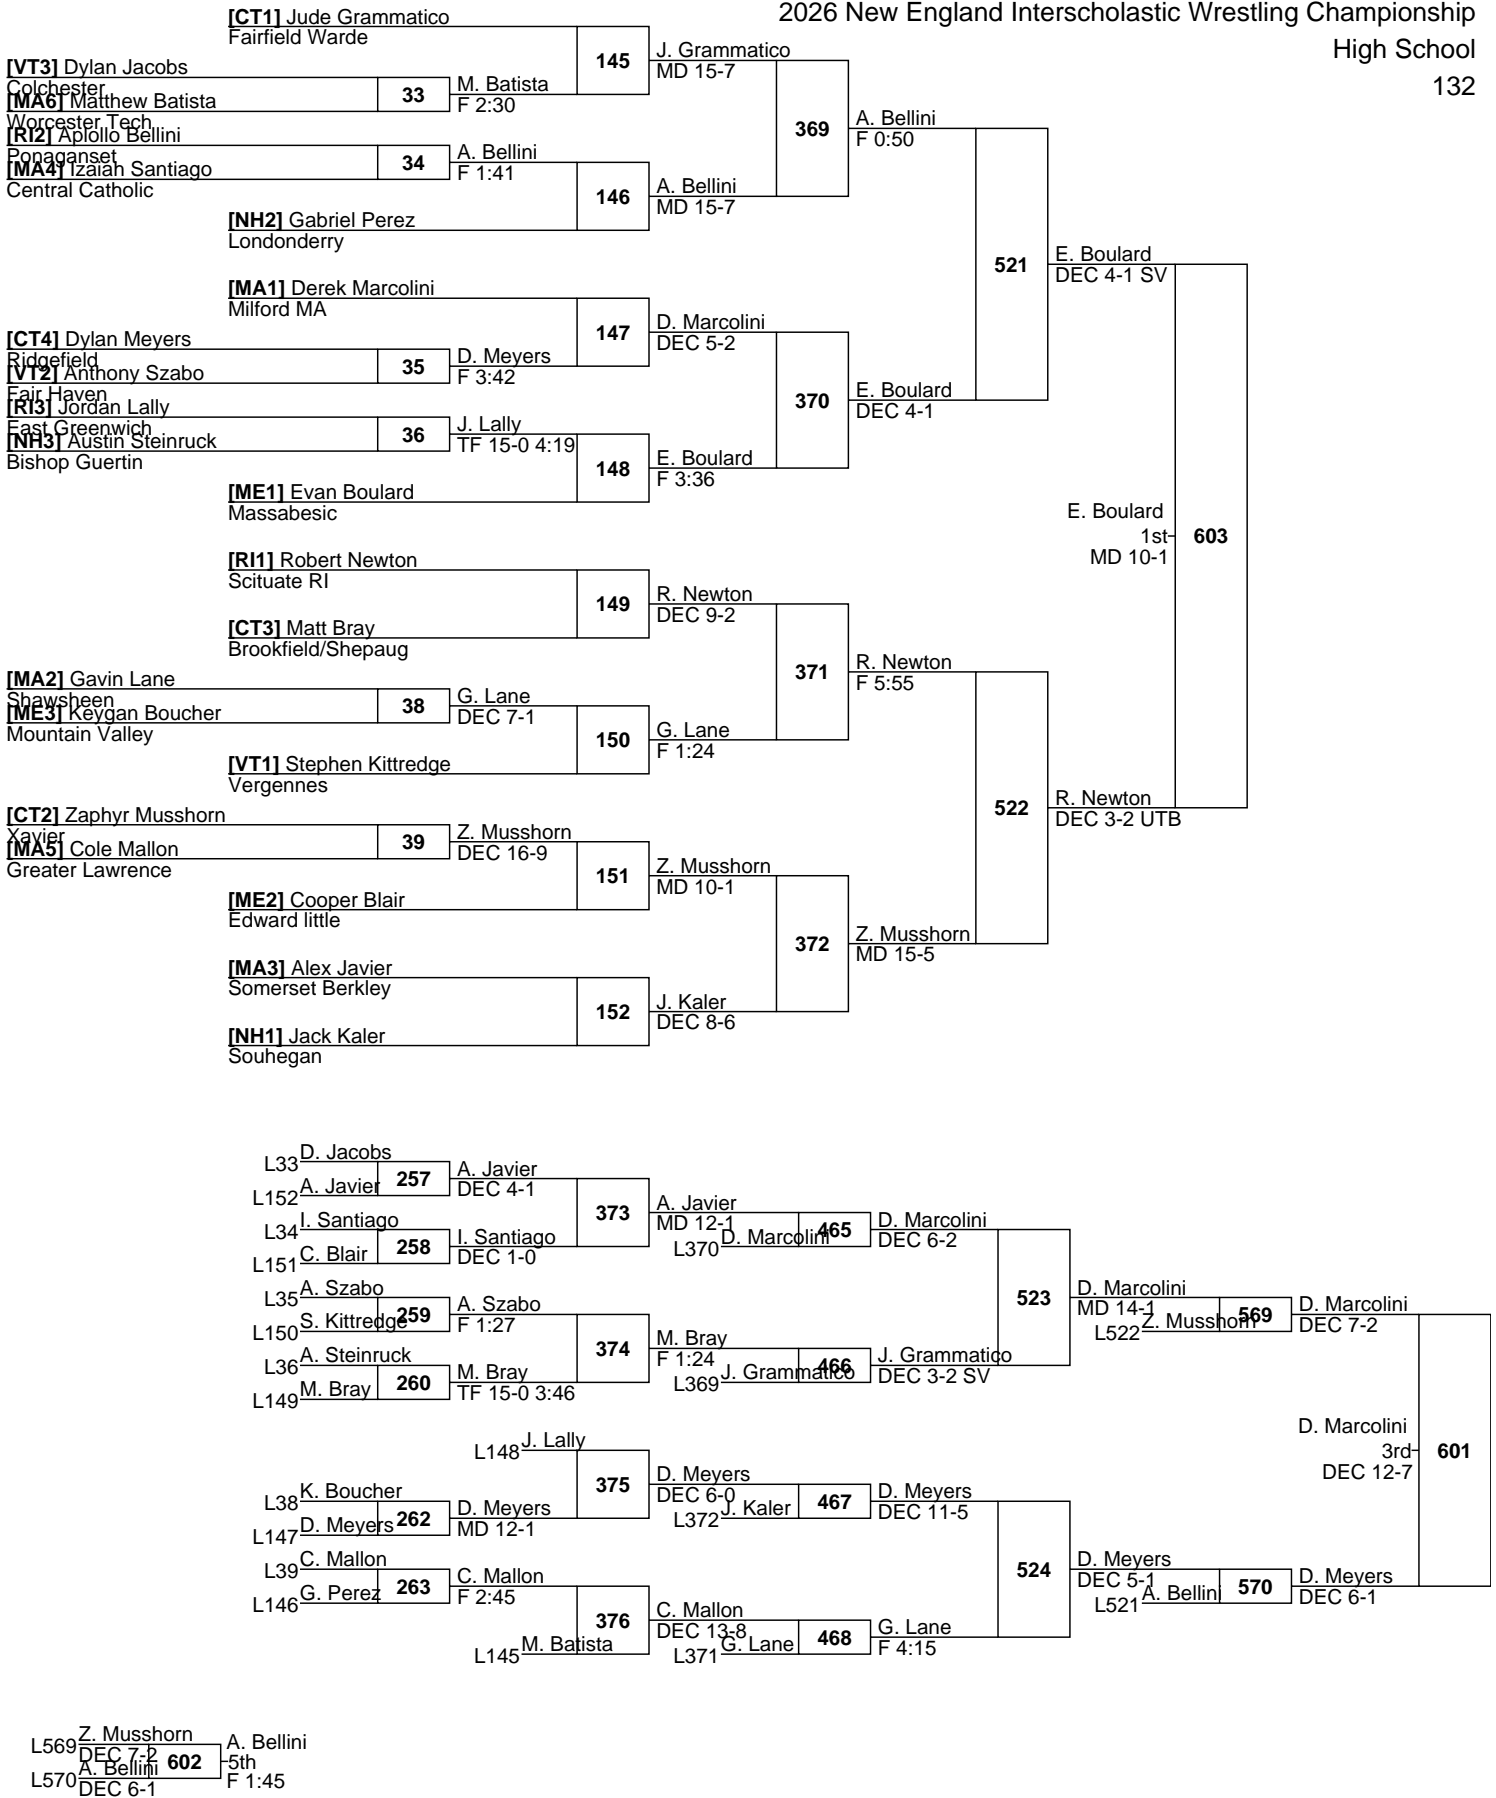 2026 New England Interscholastic Wrestling Championship
High School
132
[CT1] Jude Grammatico
Fairfield Warde
[VT3] Dylan Jacobs
Colchester
[MA6] Matthew Batista
Worcester Tech
[RI2] Aplollo Bellini
Ponaganset
[MA4] Izaiah Santiago
Central Catholic
[NH2] Gabriel Perez
Londonderry
[MA1] Derek Marcolini
Milford MA
[CT4] Dylan Meyers
Ridgefield
[VT2] Anthony Szabo
Fair Haven
[RI3] Jordan Lally
East Greenwich
[NH3] Austin Steinruck
Bishop Guertin
[ME1] Evan Boulard
Massabesic
[RI1] Robert Newton
Scituate RI
[CT3] Matt Bray
Brookfield/Shepaug
[MA2] Gavin Lane
Shawsheen
[ME3] Keygan Boucher
Mountain Valley
[VT1] Stephen Kittredge
Vergennes
[CT2] Zaphyr Musshorn
Xavier
[MA5] Cole Mallon
Greater Lawrence
[ME2] Cooper Blair
Edward little
[MA3] Alex Javier
Somerset Berkley
[NH1] Jack Kaler
Souhegan
33
M. Batista
F 2:30
34
A. Bellini
F 1:41
35
D. Meyers
F 3:42
36
J. Lally
TF 15-0 4:19
38
G. Lane
DEC 7-1
39
Z. Musshorn
DEC 16-9
145
J. Grammatico
MD 15-7
146
A. Bellini
MD 15-7
147
D. Marcolini
DEC 5-2
148
E. Boulard
F 3:36
149
R. Newton
DEC 9-2
150
G. Lane
F 1:24
151
Z. Musshorn
MD 10-1
152
J. Kaler
DEC 8-6
369
A. Bellini
F 0:50
370
E. Boulard
DEC 4-1
371
R. Newton
F 5:55
372
Z. Musshorn
MD 15-5
521
E. Boulard
DEC 4-1 SV
522
R. Newton
DEC 3-2 UTB
E. Boulard
1st
MD 10-1
603
L33 D. Jacobs
L152 A. Javier
257
A. Javier
DEC 4-1
L34 I. Santiago
L151 C. Blair
258
I. Santiago
DEC 1-0
L35 A. Szabo
L150 S. Kittredge
259
A. Szabo
F 1:27
L36 A. Steinruck
L149 M. Bray
260
M. Bray
TF 15-0 3:46
L148 J. Lally
L38 K. Boucher
L147 D. Meyers
262
D. Meyers
MD 12-1
L39 C. Mallon
L146 G. Perez
263
C. Mallon
F 2:45
L145 M. Batista
373
A. Javier
MD 12-1
L370 D. Marcolini
465
D. Marcolini
DEC 6-2
374
M. Bray
F 1:24
L369 J. Grammatico
466
J. Grammatico
DEC 3-2 SV
375
D. Meyers
DEC 6-0
L372 J. Kaler
467
D. Meyers
DEC 11-5
376
C. Mallon
DEC 13-8
L371 G. Lane
468
G. Lane
F 4:15
523
D. Marcolini
MD 14-1
L522 Z. Musshorn
569
D. Marcolini
DEC 7-2
524
D. Meyers
DEC 5-1
L521 A. Bellini
570
D. Meyers
DEC 6-1
D. Marcolini
3rd
DEC 12-7
601
L569 Z. Musshorn
DEC 7-2
L570 A. Bellini
DEC 6-1
602
A. Bellini
5th
F 1:45